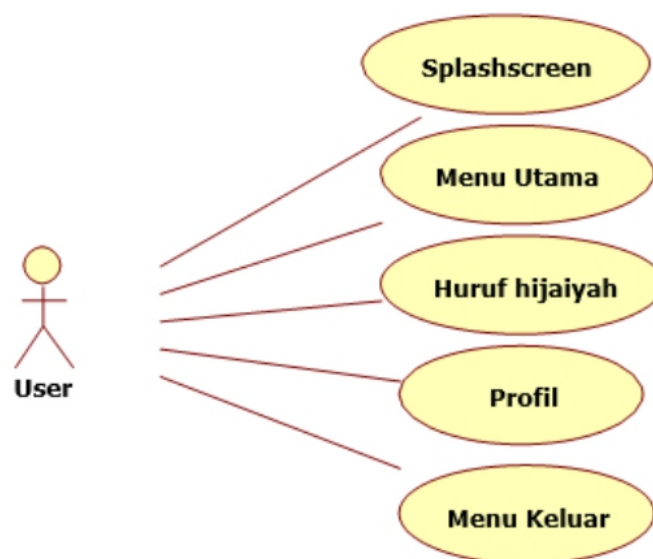 Splashscreen
Menu Utama
Huruf hijaiyah
User
Profil
Menu Keluar